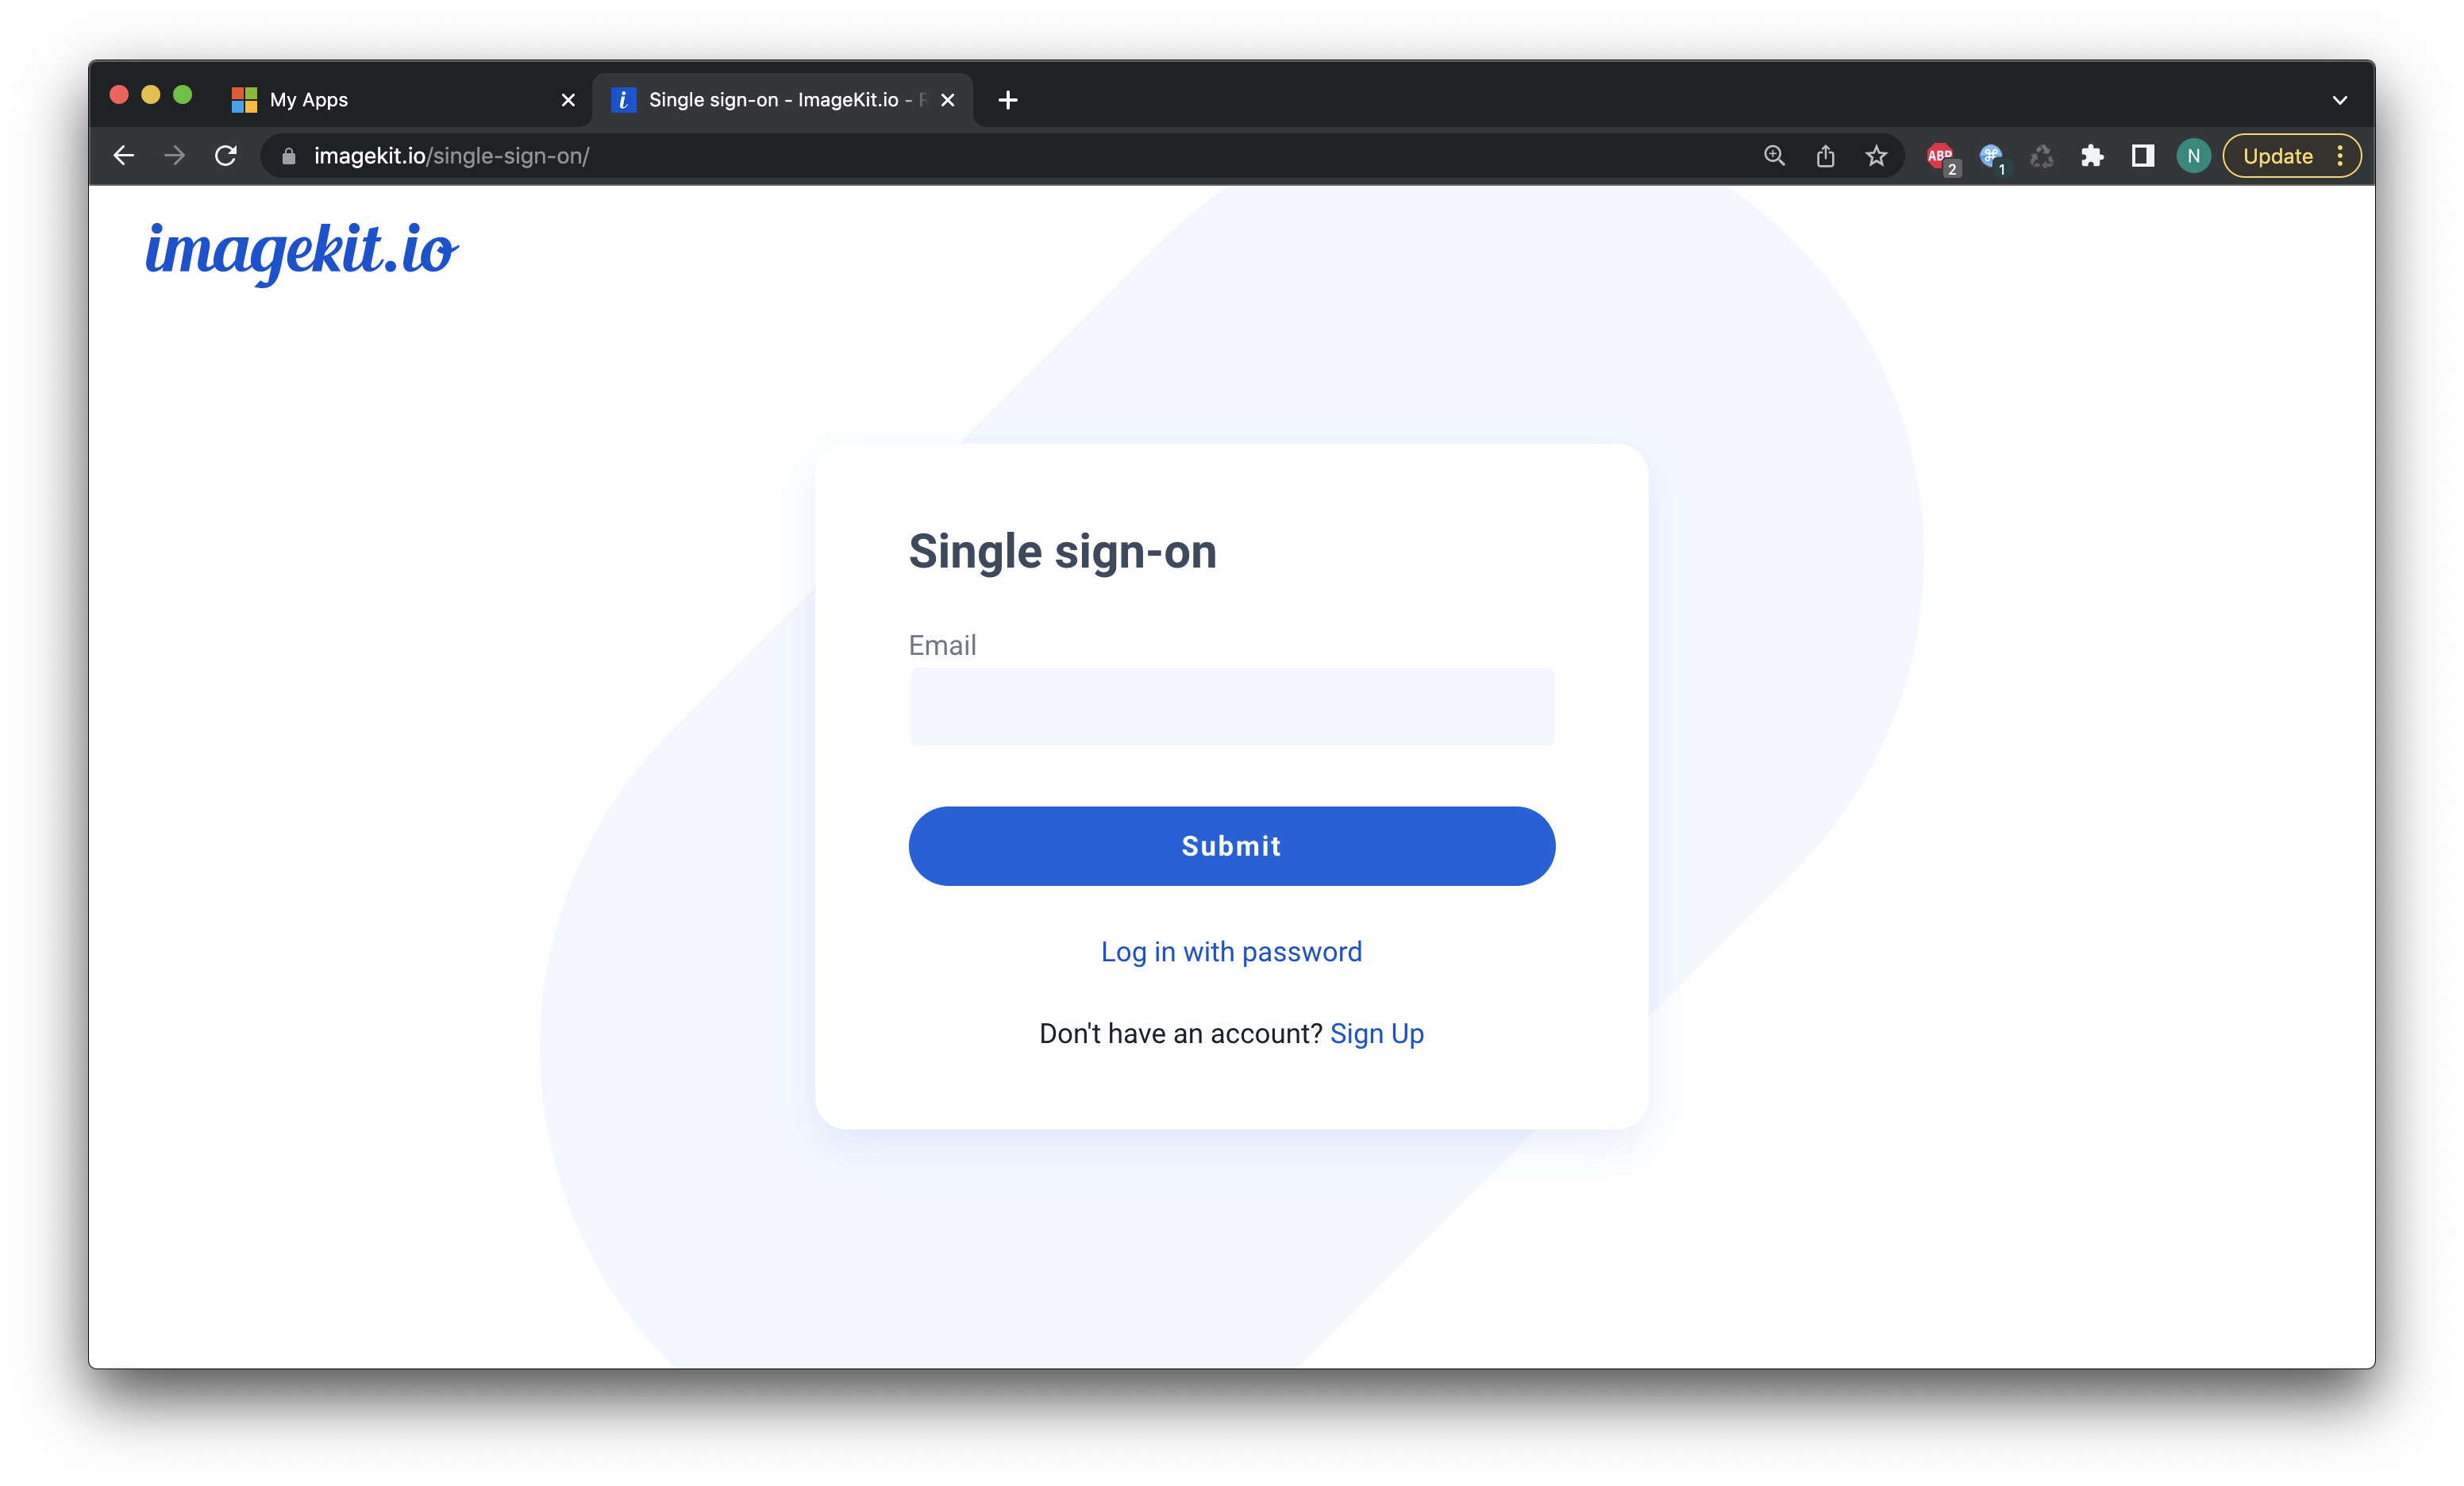 My Apps
Single sign-on - ImageKit.io -
imagekit.io/single-sign-on/
ABP
2
1
N
Update
imagekit.io
Single sign-on
Email
Submit
Log in with password
Don't have an account? Sign Up